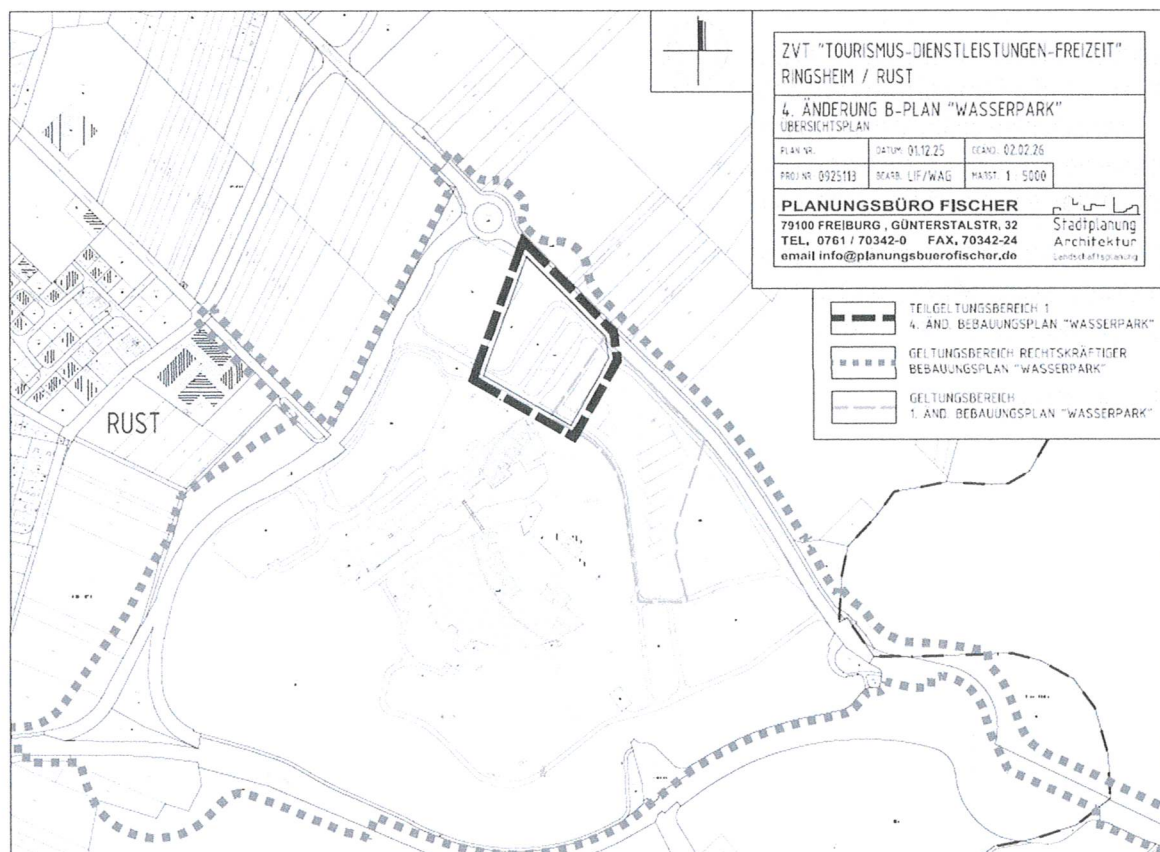 ZVT "TOURISMUS-DIENSTLEISTUNGEN-FREIZEIT"
RINGSHEIM / RUST
4. ÄNDERUNG B-PLAN "WASSERPARK"
ÜBERSICHTSPLAN
PLAN NR. DATUM: 01.12.25 02.02.26
PROJ.NR. 0925113 BEARB. LIF/WAG MAßST. 1 : 5000
PLANUNGSBÜRO FISCHER
79100 FREIBURG , GÜNTERSTALSTR. 32
TEL. 0761 / 70342-0 FAX. 70342-24
email info@planungsbuerofischer.de
Stadtplanung
Architektur
Landschaftsplanung
TEILGELTUNGSBEREICH 1
4. ÄND. BEBAUUNGSPLAN "WASSERPARK"
GELTUNGSBEREICH RECHTSKRÄFTIGER
BEBAUUNGSPLAN "WASSERPARK"
GELTUNGSBEREICH
1. ÄND. BEBAUUNGSPLAN "WASSERPARK"
RUST